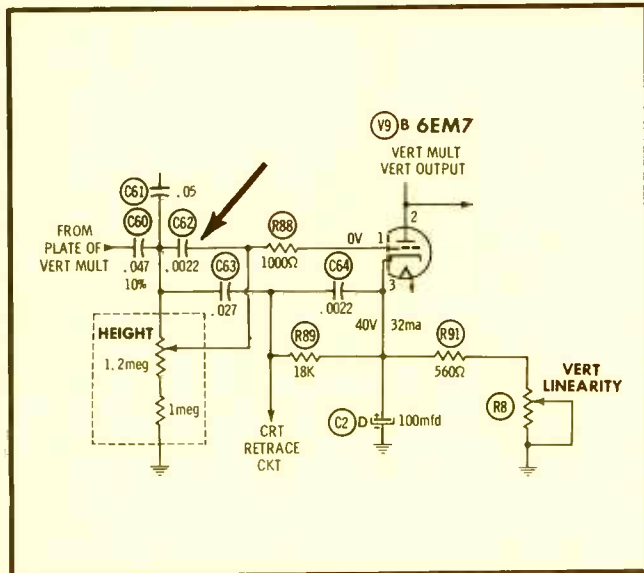 V9 B 6EM7
VERT MULT
VERT OUTPUT
C61 .05
C60
C62
FROM
PLATE OF
VERT MULT
.047
10%
.0022
R88
1000Ω
0V
1
2
3
C63
.027
C64
.0022
40V
32ma
HEIGHT
1.2meg
1meg
R89
18K
R91
560Ω
VERT
LINEARITY
R8
C2 D
100mfd
CRT
RETRACE
CKT